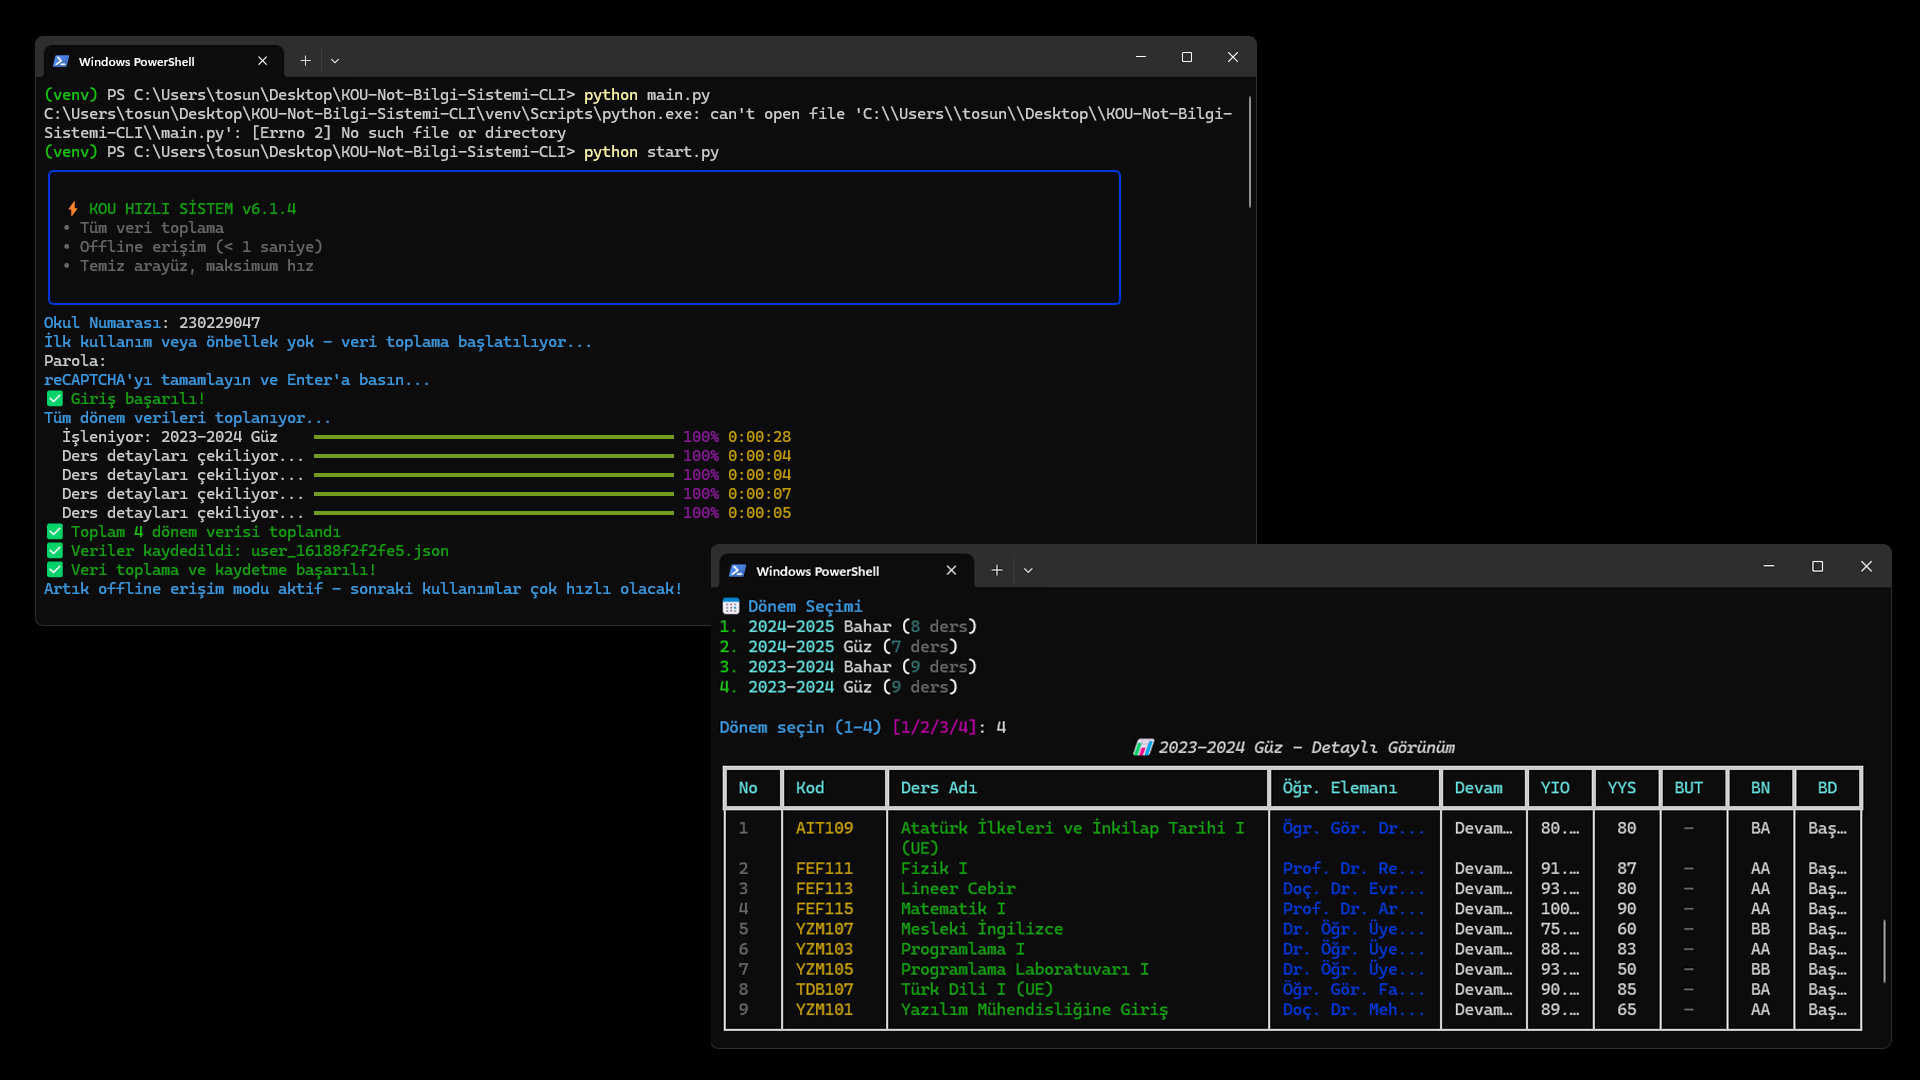 Windows PowerShell
(venv) PS C:\Users\tosun\Desktop\KOU-Not-Bilgi-Sistemi-CLI> python main.py
C:\Users\tosun\Desktop\KOU-Not-Bilgi-Sistemi-CLI\venv\Scripts\python.exe: can't open file 'C:\\Users\\tosun\\Desktop\\KOU-Not-Bilgi-
Sistemi-CLI\\main.py': [Errno 2] No such file or directory
(venv) PS C:\Users\tosun\Desktop\KOU-Not-Bilgi-Sistemi-CLI> python start.py
⚡ KOU HIZLI SİSTEM v6.1.4
• Tüm veri toplama
• Offline erişim (< 1 saniye)
• Temiz arayüz, maksimum hız
Okul Numarası: 230229047
İlk kullanım veya önbellek yok - veri toplama başlatılıyor...
Parola:
reCAPTCHA'yı tamamlayın ve Enter'a basın...
✅ Giriş başarılı!
Tüm dönem verileri toplanıyor...
İşleniyor: 2023-2024 Güz 100% 0:00:28
Ders detayları çekiliyor... 100% 0:00:04
Ders detayları çekiliyor... 100% 0:00:04
Ders detayları çekiliyor... 100% 0:00:07
Ders detayları çekiliyor... 100% 0:00:05
✅ Toplam 4 dönem verisi toplandı
✅ Veriler kaydedildi: user_16188f2f2fe5.json
✅ Veri toplama ve kaydetme başarılı!
Artık offline erişim modu aktif - sonraki kullanımlar çok hızlı olacak!
Windows PowerShell
Dönem Seçimi
1. 2024-2025 Bahar (8 ders)
2. 2024-2025 Güz (7 ders)
3. 2023-2024 Bahar (9 ders)
4. 2023-2024 Güz (9 ders)
Dönem seçin (1-4) [1/2/3/4]: 4
📊 2023-2024 Güz - Detaylı Görünüm
No Kod Ders Adı Öğr. Elemanı Devam YIO YYS BUT BN BD
1 AIT109 Atatürk İlkeleri ve İnkilap Tarihi I Ögr. Gör. Dr... Devam… 80.… 80 - BA Baş…
(UE)
2 FEF111 Fizik I Prof. Dr. Re... Devam… 91.… 87 - AA Baş…
3 FEF113 Lineer Cebir Doç. Dr. Evr... Devam… 93.… 80 - AA Baş…
4 FEF115 Matematik I Prof. Dr. Ar... Devam… 100… 90 - AA Baş…
5 YZM107 Mesleki İngilizce Dr. Öğr. Üye... Devam… 75.… 60 - BB Baş…
6 YZM103 Programlama I Dr. Öğr. Üye... Devam… 88.… 83 - AA Baş…
7 YZM105 Programlama Laboratuvarı I Dr. Öğr. Üye... Devam… 93.… 50 - BB Baş…
8 TDB107 Türk Dili I (UE) Öğr. Gör. Fa... Devam… 90.… 85 - BA Baş…
9 YZM101 Yazılım Mühendisliğine Giriş Doç. Dr. Meh... Devam… 89.… 65 - AA Baş…